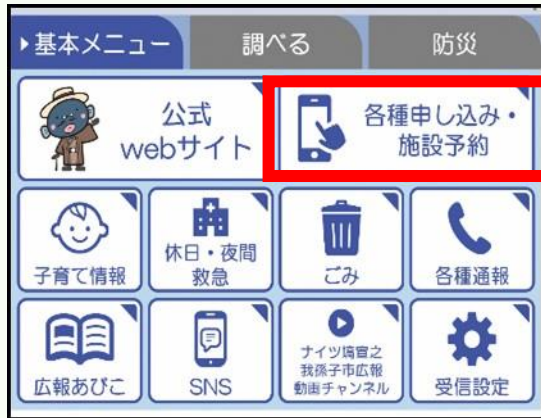 ▸基本メニュー
調べる
防災
公式
webサイト
各種申し込み・
施設予約
子育て情報
休日・夜間
救急
ごみ
各種通報
広報あびこ
SNS
ナイツ塙宣之
我孫子市広報
動画チャンネル
受信設定